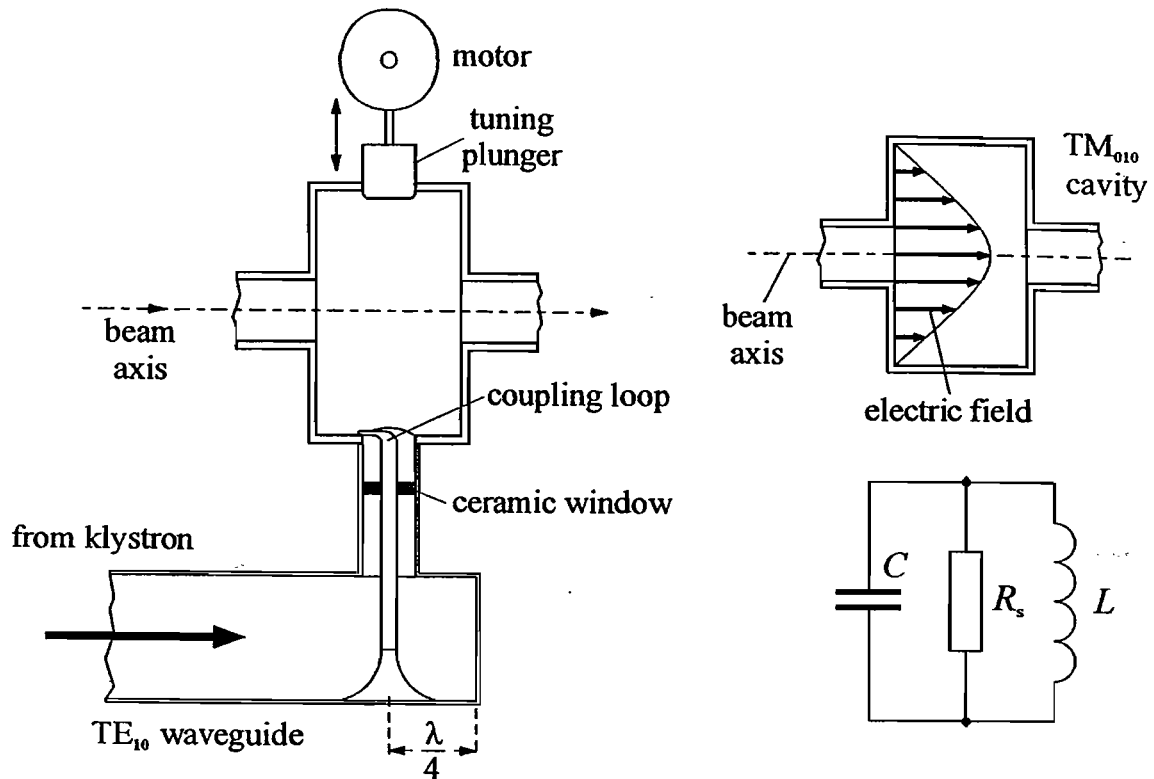 motor
tuning
plunger
beam
axis
coupling loop
ceramic window
from klystron
TE₁₀ waveguide
λ
4
TM₀₁₀
cavity
beam
axis
electric field
C
Rₛ
L